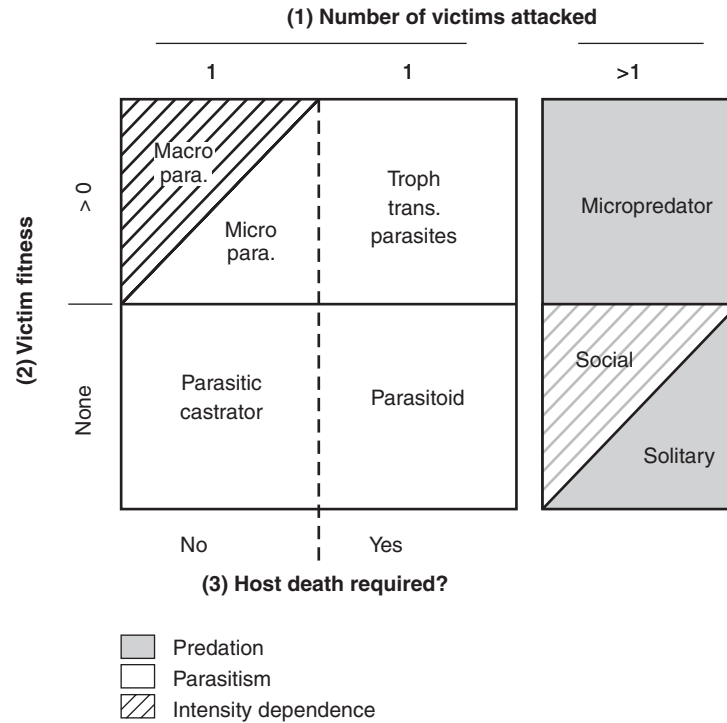 (1) Number of victims attacked
1 1 >1
(2) Victim fitness
> 0
None
Macro
para.
Micro
para.
Troph
trans.
parasites
Micropredator
Parasitic
castrator
Parasitoid
Social
Solitary
No Yes
(3) Host death required?
Predation
Parasitism
Intensity dependence